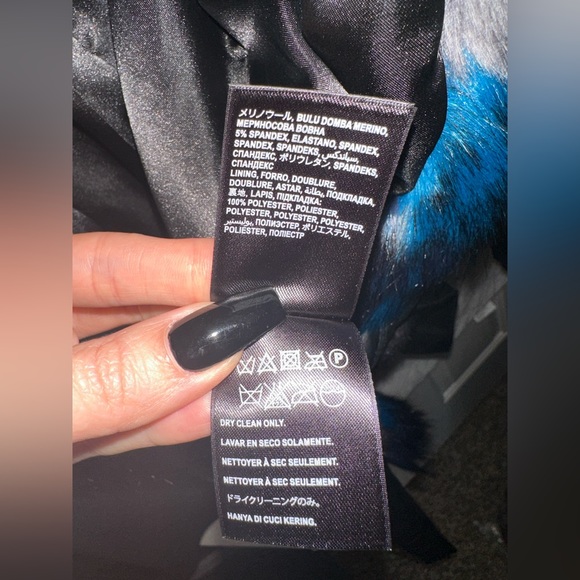 メリノウール, BULU DOMBA MERINO,
МЕРИНОСОВА ВОВНА
5% SPANDEX, ELASTANO, SPANDEX,
SPANDEX, SPANDEKS, سباندكس,
СПАНДЕКС, ポリウレタン, SPANDEKS,
СПАНДЕКС
LINING, FORRO, DOUBLURE,
DOUBLURE, ASTAR, بطانة, ПОДКЛАДКА,
裏地, LAPIS, ПІДКЛАДКА:
100% POLYESTER, POLIESTER,
POLYESTER, POLYESTER, POLYESTER,
بوليستير, ПОЛИЭСТЕР, ポリエステル,
POLIESTER, ПОЛІЕСТР
P
DRY CLEAN ONLY.
LAVAR EN SECO SOLAMENTE.
NETTOYER À SEC SEULEMENT.
NETTOYER À SEC SEULEMENT.
ドライクリーニングのみ。
HANYA DI CUCI KERING.